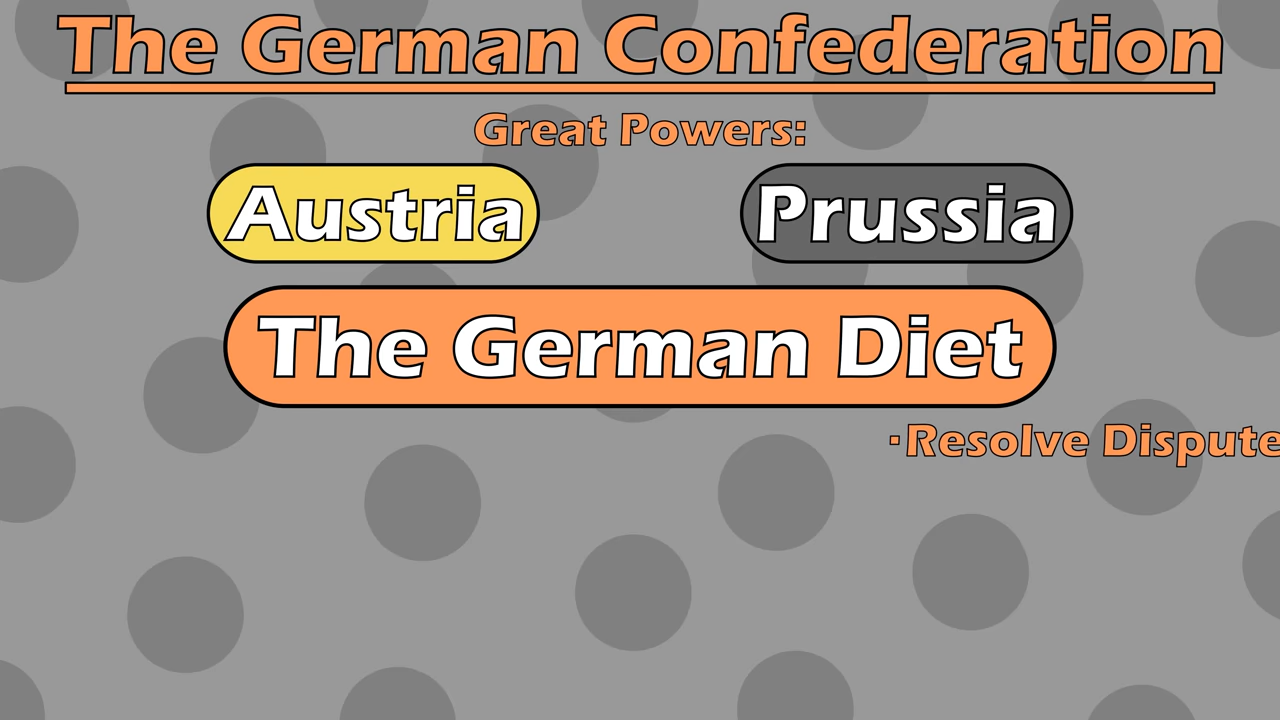 The German Confederation
Great Powers:
Austria
Prussia
The German Diet
·Resolve Dispute